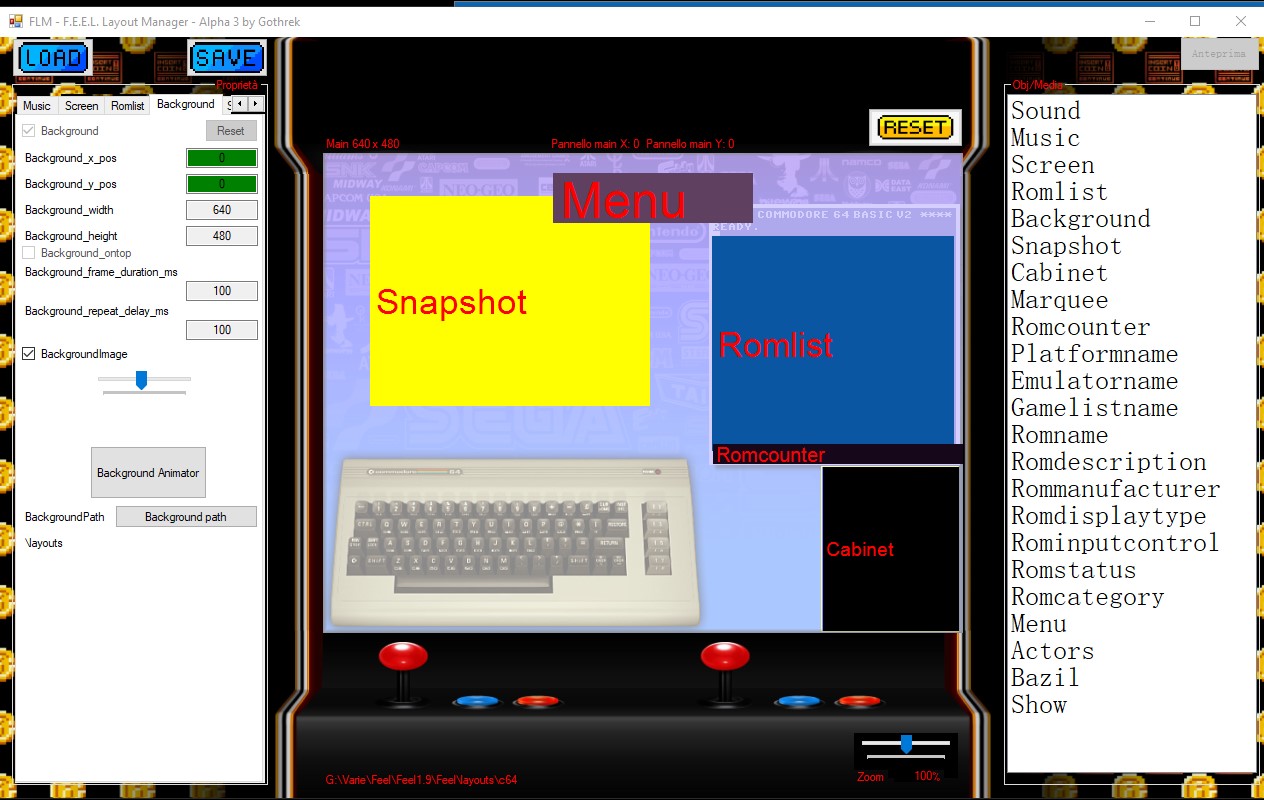 FLM - F.E.E.L. Layout Manager - Alpha 3 by Gothrek
LOAD
SAVE
Anteprima
Proprietà
Music
Screen
Romlist
Background
Background
Reset
Background_x_pos
0
Background_y_pos
0
Background_width
640
Background_height
480
Background_ontop
Background_frame_duration_ms
100
Background_repeat_delay_ms
100
BackgroundImage
Background Animator
BackgroundPath
Background path
\layouts
RESET
Main 640 x 480
Pannello main X: 0 Pannello main Y: 0
Menu
COMMODORE 64 BASIC V2 ****
READY.
Snapshot
Romlist
Romcounter
Cabinet
MIDWAY
NEO-GEO
SEGA
G:\Varie\Feel\Feel1.9\Feel\layouts\c64
Zoom
100%
Obj/Media
Sound
Music
Screen
Romlist
Background
Snapshot
Cabinet
Marquee
Romcounter
Platformname
Emulatorname
Gamelistname
Romname
Romdescription
Rommanufacturer
Romdisplaytype
Rominputcontrol
Romstatus
Romcategory
Menu
Actors
Bazil
Show